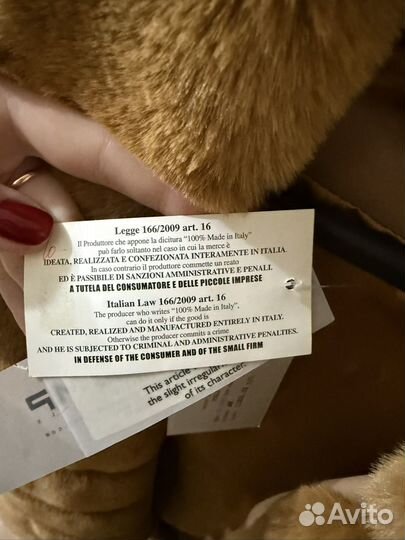 Legge 166/2009 art. 16
Il Produttore che appone la dicitura "100% Made in Italy"
può farlo soltanto nel caso in cui la merce è
IDEATA, REALIZZATA E CONFEZIONATA INTERAMENTE IN ITALIA.
In caso contrario il produttore commette un reato
ED È PASSIBILE DI SANZIONI AMMINISTRATIVE E PENALI.
A TUTELA DEL CONSUMATORE E DELLE PICCOLE IMPRESE
Italian Law 166/2009 art. 16
The producer who writes "100% Made in Italy",
can do it only if the good is
CREATED, REALIZED AND MANUFACTURED ENTIRELY IN ITALY.
Otherwise the producer commits a crime
AND HE IS SUBJECTED TO CRIMINAL AND ADMINISTRATIVE PENALTIES.
IN DEFENSE OF THE CONSUMER AND OF THE SMALL FIRM
This article
the slight irregular
of its character.
Avito